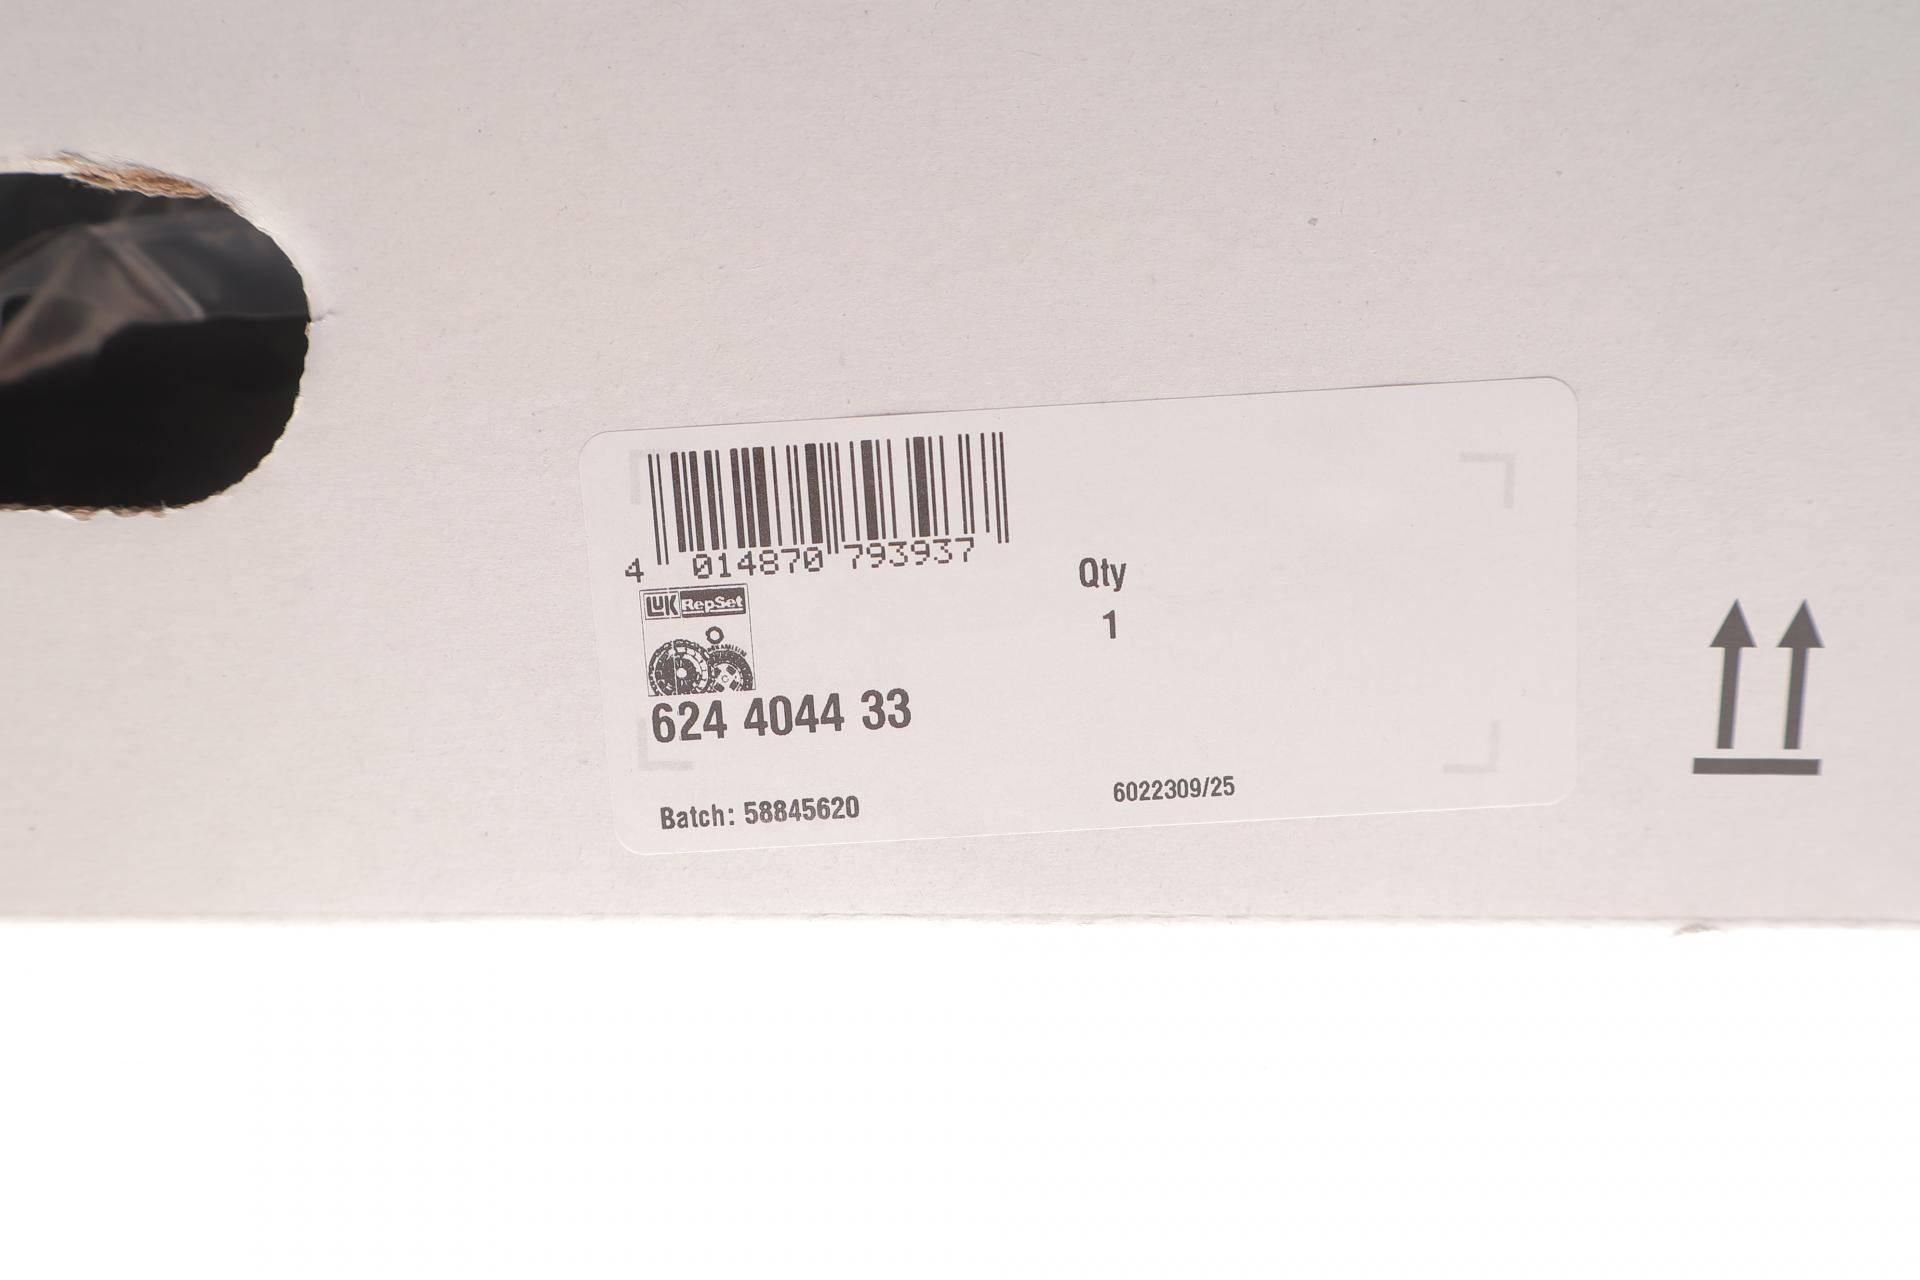 4 014870 793937
LuK RepSet
Qty
1
624 4044 33
Batch: 58845620
6022309/25